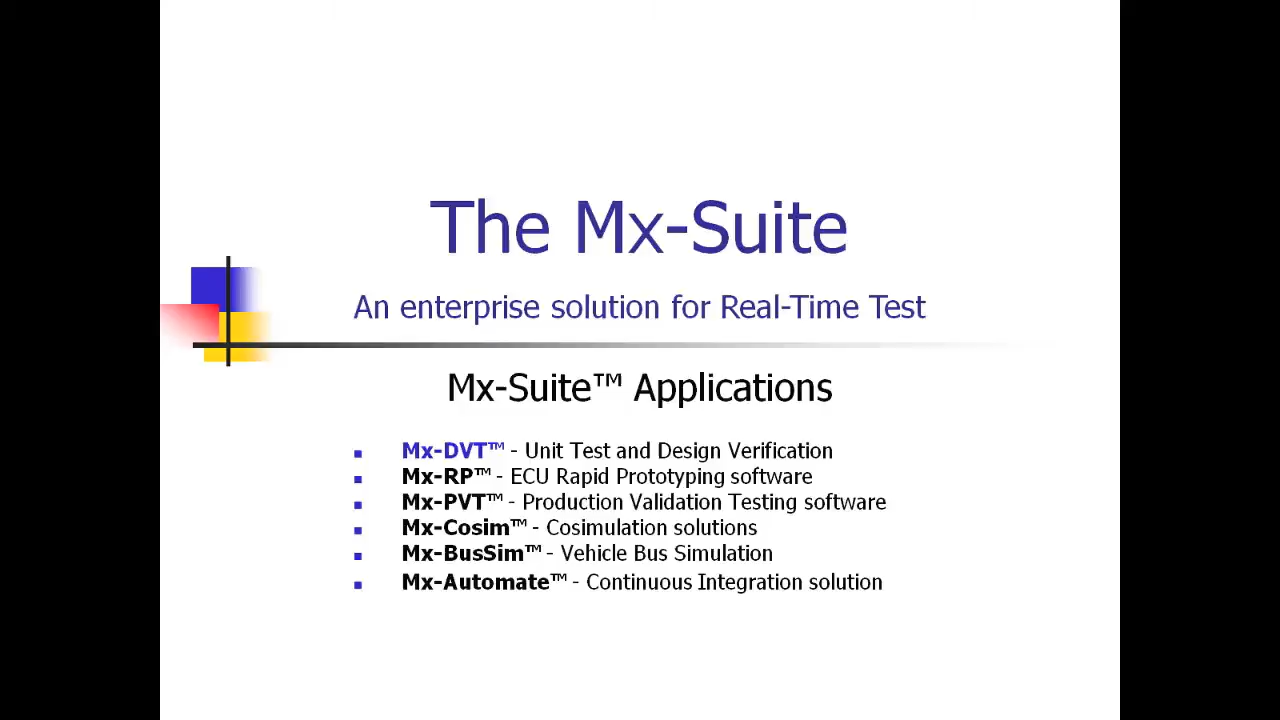 The Mx-Suite
An enterprise solution for Real-Time Test
Mx-Suite™ Applications
Mx-DVT™ - Unit Test and Design Verification
Mx-RP™ - ECU Rapid Prototyping software
Mx-PVT™ - Production Validation Testing software
Mx-Cosim™ - Cosimulation solutions
Mx-BusSim™ - Vehicle Bus Simulation
Mx-Automate™ - Continuous Integration solution